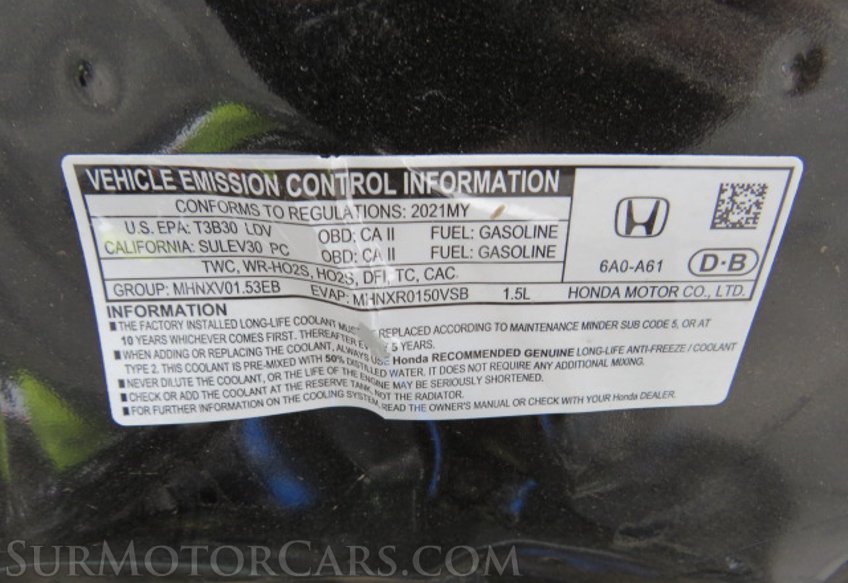 VEHICLE EMISSION CONTROL INFORMATION
CONFORMS TO REGULATIONS: 2021MY
U.S. EPA: T3B30 LDV OBD: CA II FUEL: GASOLINE
CALIFORNIA: SULEV30 PC OBD: CA II FUEL: GASOLINE
TWC, WR-HO2S, HO2S, DFI, TC, CAC
GROUP: MHNXV01.53EB EVAP: MHNXR0150VSB 1.5L
6A0-A61 D-B
HONDA MOTOR CO., LTD.
INFORMATION
■ THE FACTORY INSTALLED LONG-LIFE COOLANT MUST REPLACED ACCORDING TO MAINTENANCE MINDER SUB CODE 5, OR AT
10 YEARS WHICHEVER COMES FIRST. THEREAFTER 5 YEARS.
■ WHEN ADDING OR REPLACING THE COOLANT, ALWAYS USE Honda RECOMMENDED GENUINE LONG-LIFE ANTI-FREEZE / COOLANT
TYPE 2. THIS COOLANT IS PRE-MIXED WITH 50% DISTILLED WATER. IT DOES NOT REQUIRE ANY ADDITIONAL MIXING.
■ NEVER DILUTE THE COOLANT, OR THE LIFE OF THE ENGINE MAY BE SERIOUSLY SHORTENED.
■ CHECK OR ADD THE COOLANT AT THE RESERVE TANK, NOT THE RADIATOR.
■ FOR FURTHER INFORMATION ON THE COOLING SYSTEM, READ THE OWNER'S MANUAL OR CHECK WITH YOUR Honda DEALER.
SURMOTORCARS.COM